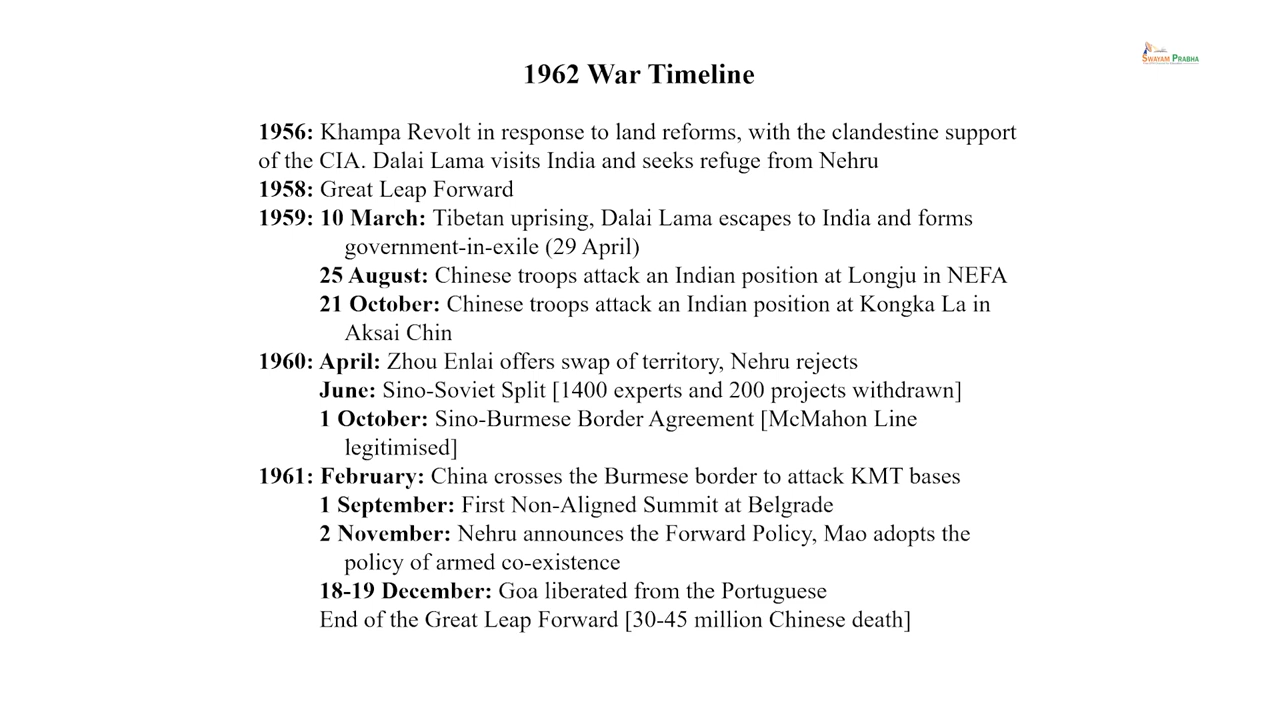 SWAYAM PRABHA
1962 War Timeline
1956: Khampa Revolt in response to land reforms, with the clandestine support
of the CIA. Dalai Lama visits India and seeks refuge from Nehru
1958: Great Leap Forward
1959: 10 March: Tibetan uprising, Dalai Lama escapes to India and forms
government-in-exile (29 April)
25 August: Chinese troops attack an Indian position at Longju in NEFA
21 October: Chinese troops attack an Indian position at Kongka La in
Aksai Chin
1960: April: Zhou Enlai offers swap of territory, Nehru rejects
June: Sino-Soviet Split [1400 experts and 200 projects withdrawn]
1 October: Sino-Burmese Border Agreement [McMahon Line
legitimised]
1961: February: China crosses the Burmese border to attack KMT bases
1 September: First Non-Aligned Summit at Belgrade
2 November: Nehru announces the Forward Policy, Mao adopts the
policy of armed co-existence
18-19 December: Goa liberated from the Portuguese
End of the Great Leap Forward [30-45 million Chinese death]